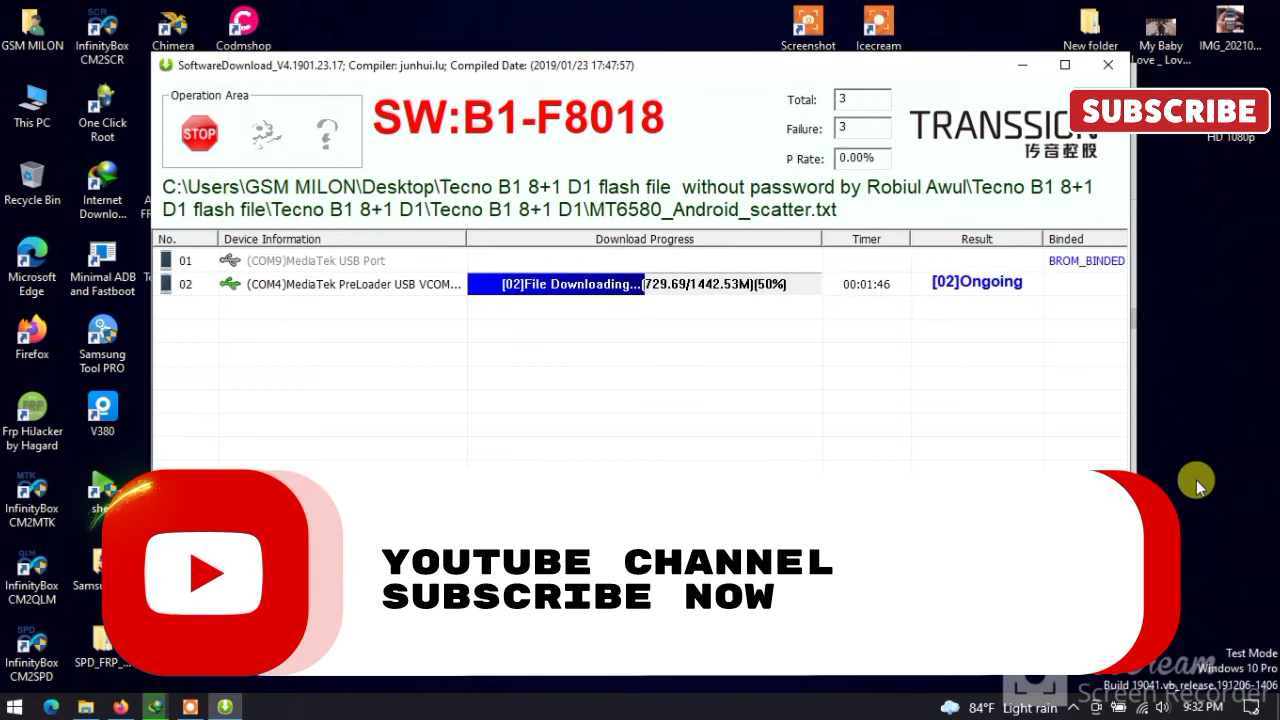 GSM MILON
InfinityBox
CM2SCR
Chimera
Codmshop
Screenshot
Icecream
New folder
My Baby
Love _ Lov...
IMG_20210...
SoftwareDownload_V4.1901.23.17; Compiler: junhui.lu; Compiled Date: (2019/01/23 17:47:57)
Operation Area
STOP
SW:B1-F8018
Total: 3
Failure: 3
P Rate: 0.00%
TRANSSION
传音控股
SUBSCRIBE
HD 1080p
This PC
One Click
Root
C:\Users\GSM MILON\Desktop\Tecno B1 8+1 D1 flash file  without password by Robiul Awul\Tecno B1 8+1
D1 flash file\Tecno B1 8+1 D1\Tecno B1 8+1 D1\MT6580_Android_scatter.txt
Recycle Bin
Internet
Downlo...
No. Device Information Download Progress Timer Result Binded
01 (COM9)MediaTek USB Port BROM_BINDED
02 (COM4)MediaTek PreLoader USB VCOM... [02]File Downloading...(729.69/1442.53M)(50%) 00:01:46 [02]Ongoing
Microsoft
Edge
Minimal ADB
and Fastboot
Firefox
Samsung
Tool PRO
Frp HiJacker
by Hagard
V380
MTK
InfinityBox
CM2MTK
she
QLM
InfinityBox
CM2QLM
Samsu
YOUTUBE CHANNEL
SUBSCRIBE NOW
SPD
InfinityBox
CM2SPD
SPD_FRP_...
Test Mode
Windows 10 Pro
Build 19041.vb_release.191206-1406
Screen Recorder
84°F Light rain
9:32 PM